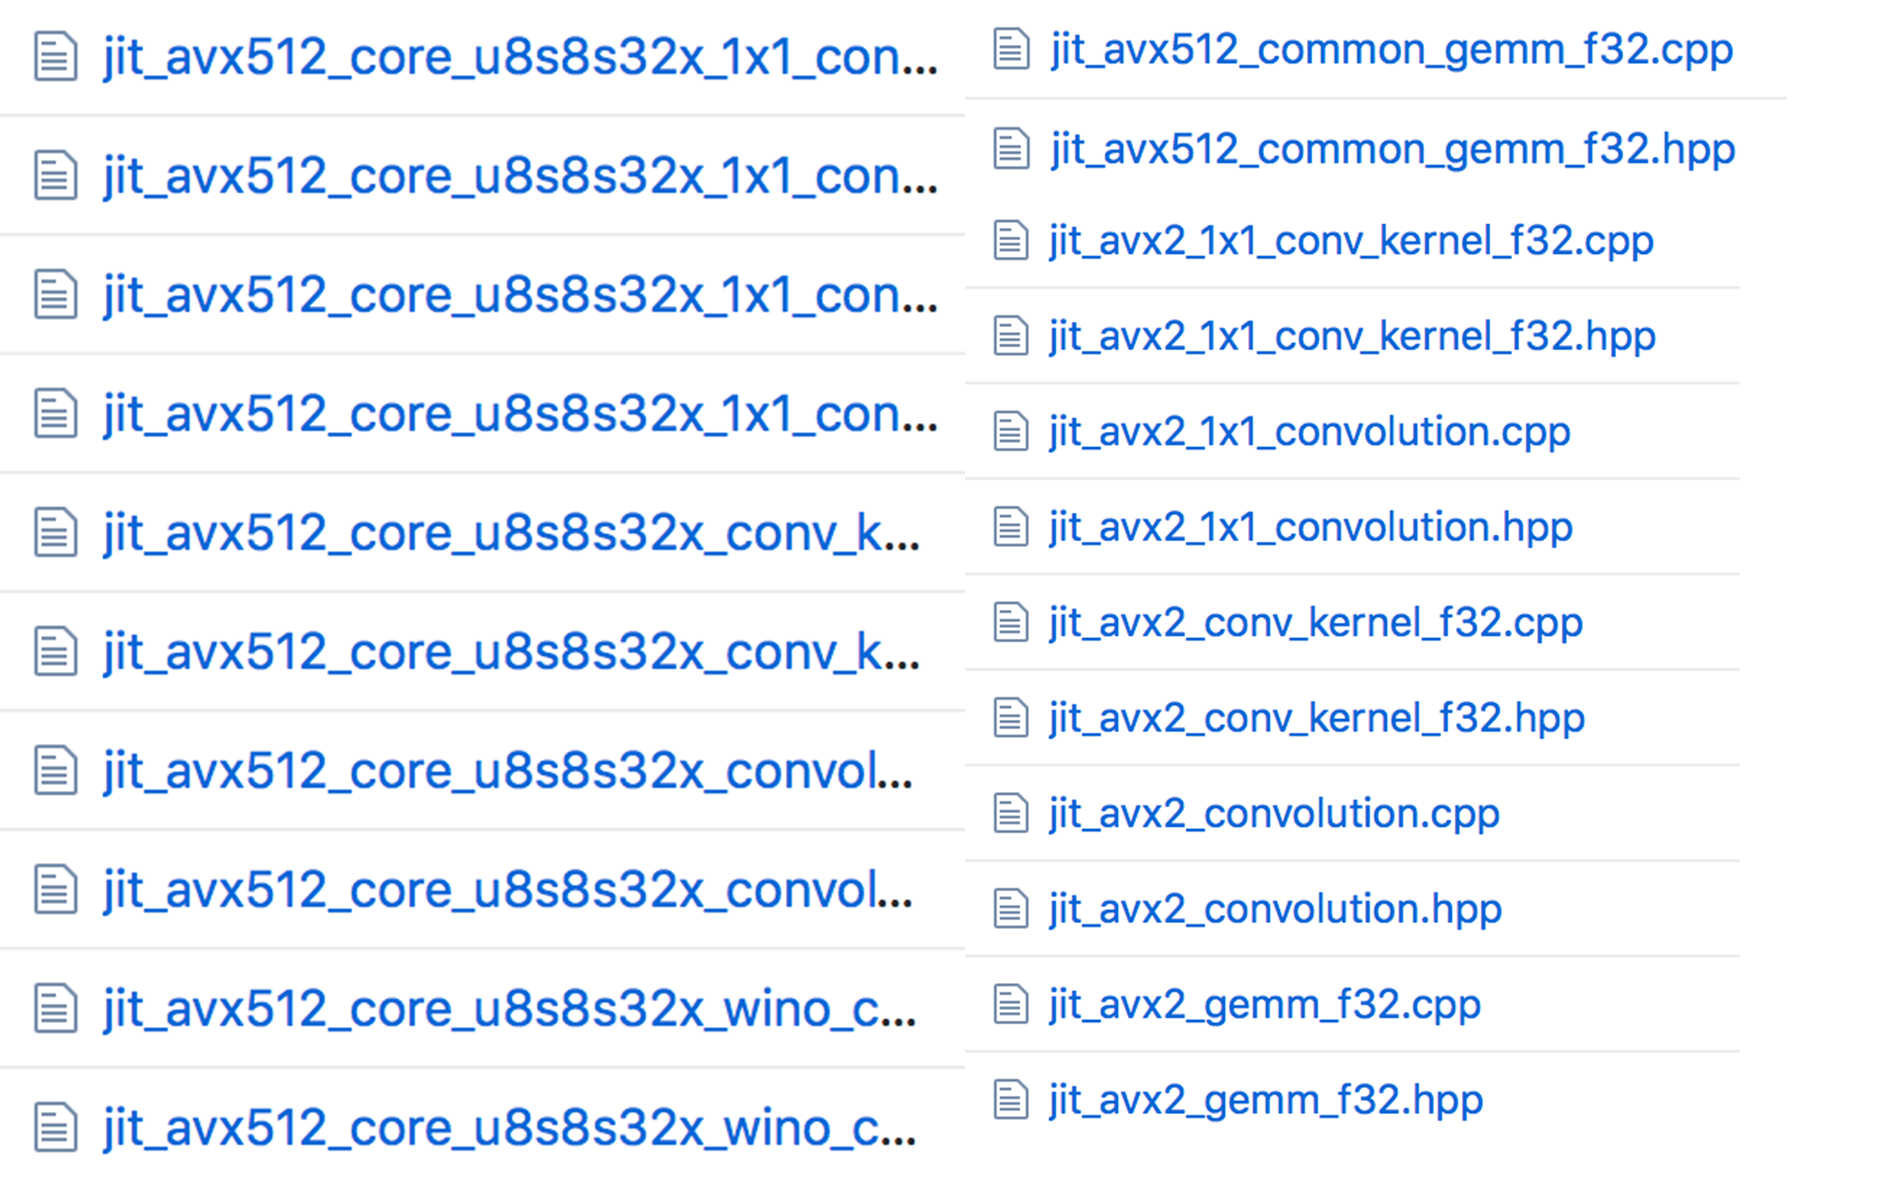 jit_avx512_core_u8s8s32x_1x1_con...
jit_avx512_core_u8s8s32x_1x1_con...
jit_avx512_core_u8s8s32x_1x1_con...
jit_avx512_core_u8s8s32x_1x1_con...
jit_avx512_core_u8s8s32x_conv_k...
jit_avx512_core_u8s8s32x_conv_k...
jit_avx512_core_u8s8s32x_convol...
jit_avx512_core_u8s8s32x_convol...
jit_avx512_core_u8s8s32x_wino_c...
jit_avx512_core_u8s8s32x_wino_c...
jit_avx512_common_gemm_f32.cpp
jit_avx512_common_gemm_f32.hpp
jit_avx2_1x1_conv_kernel_f32.cpp
jit_avx2_1x1_conv_kernel_f32.hpp
jit_avx2_1x1_convolution.cpp
jit_avx2_1x1_convolution.hpp
jit_avx2_conv_kernel_f32.cpp
jit_avx2_conv_kernel_f32.hpp
jit_avx2_convolution.cpp
jit_avx2_convolution.hpp
jit_avx2_gemm_f32.cpp
jit_avx2_gemm_f32.hpp